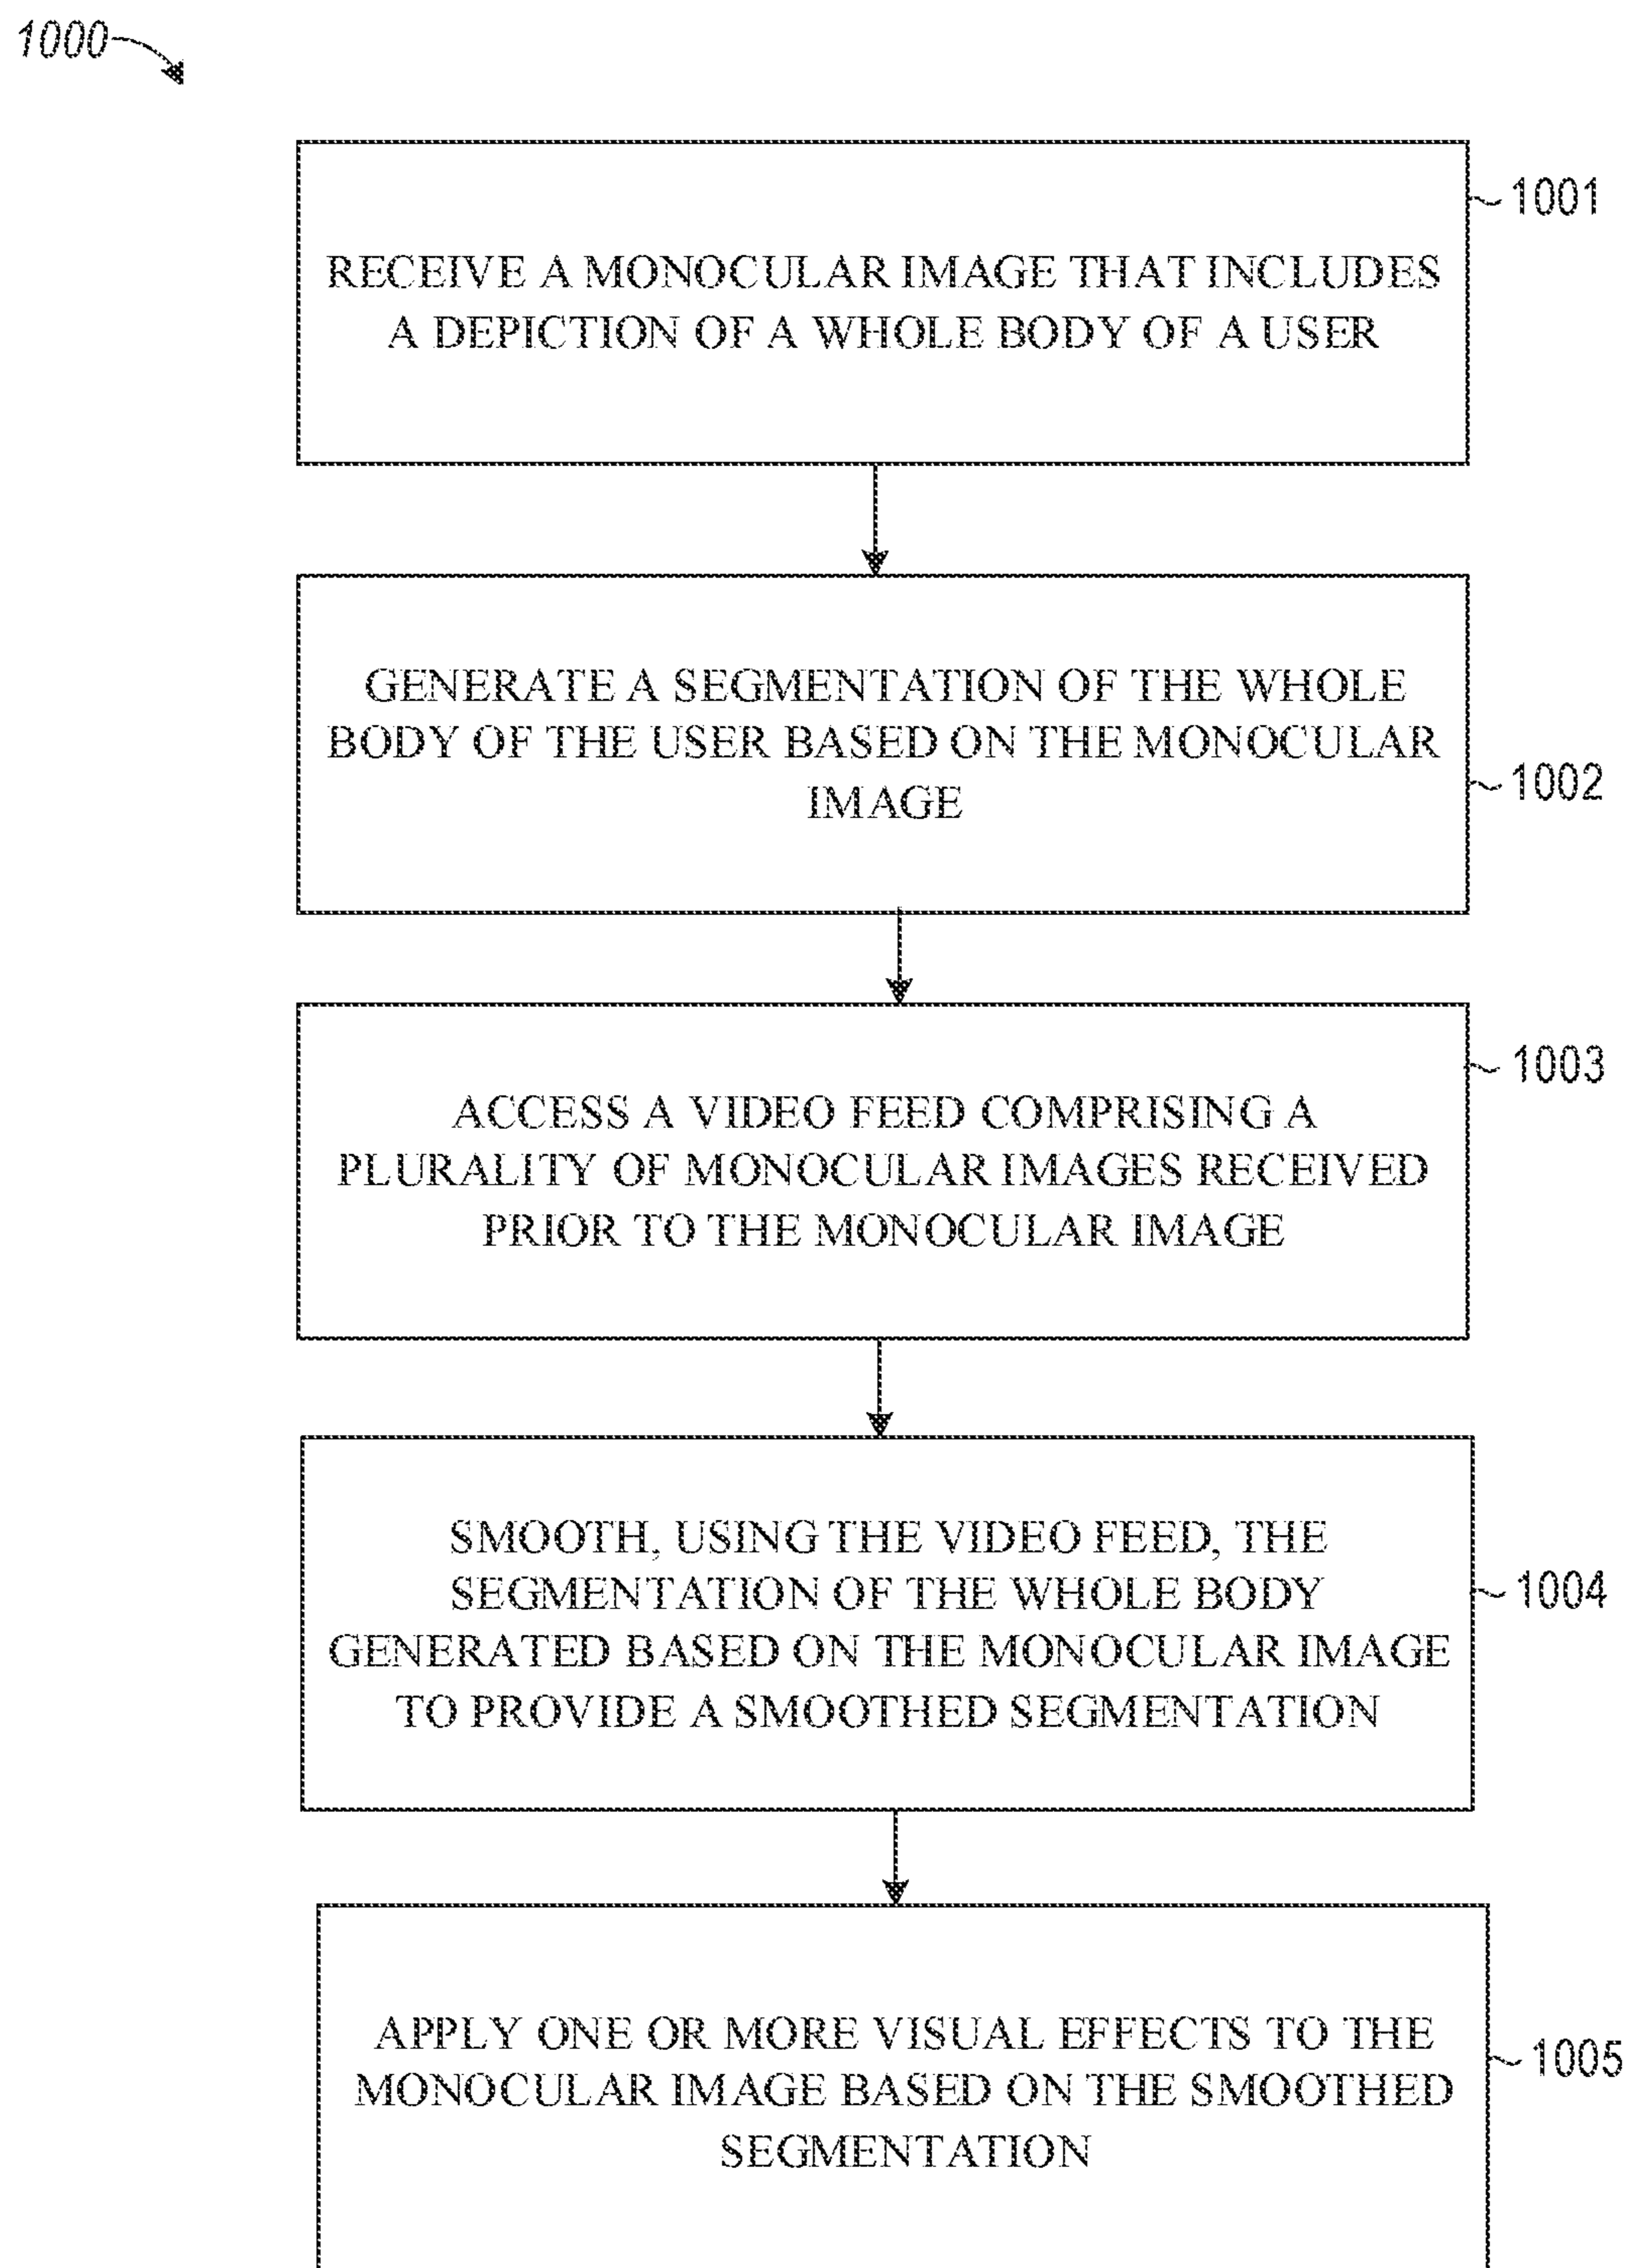 1000
RECEIVE A MONOCULAR IMAGE THAT INCLUDES
A DEPICTION OF A WHOLE BODY OF A USER
1001
GENERATE A SEGMENTATION OF THE WHOLE
BODY OF THE USER BASED ON THE MONOCULAR
IMAGE
1002
ACCESS A VIDEO FEED COMPRISING A
PLURALITY OF MONOCULAR IMAGES RECEIVED
PRIOR TO THE MONOCULAR IMAGE
1003
SMOOTH, USING THE VIDEO FEED, THE
SEGMENTATION OF THE WHOLE BODY
GENERATED BASED ON THE MONOCULAR IMAGE
TO PROVIDE A SMOOTHED SEGMENTATION
1004
APPLY ONE OR MORE VISUAL EFFECTS TO THE
MONOCULAR IMAGE BASED ON THE SMOOTHED
SEGMENTATION
1005